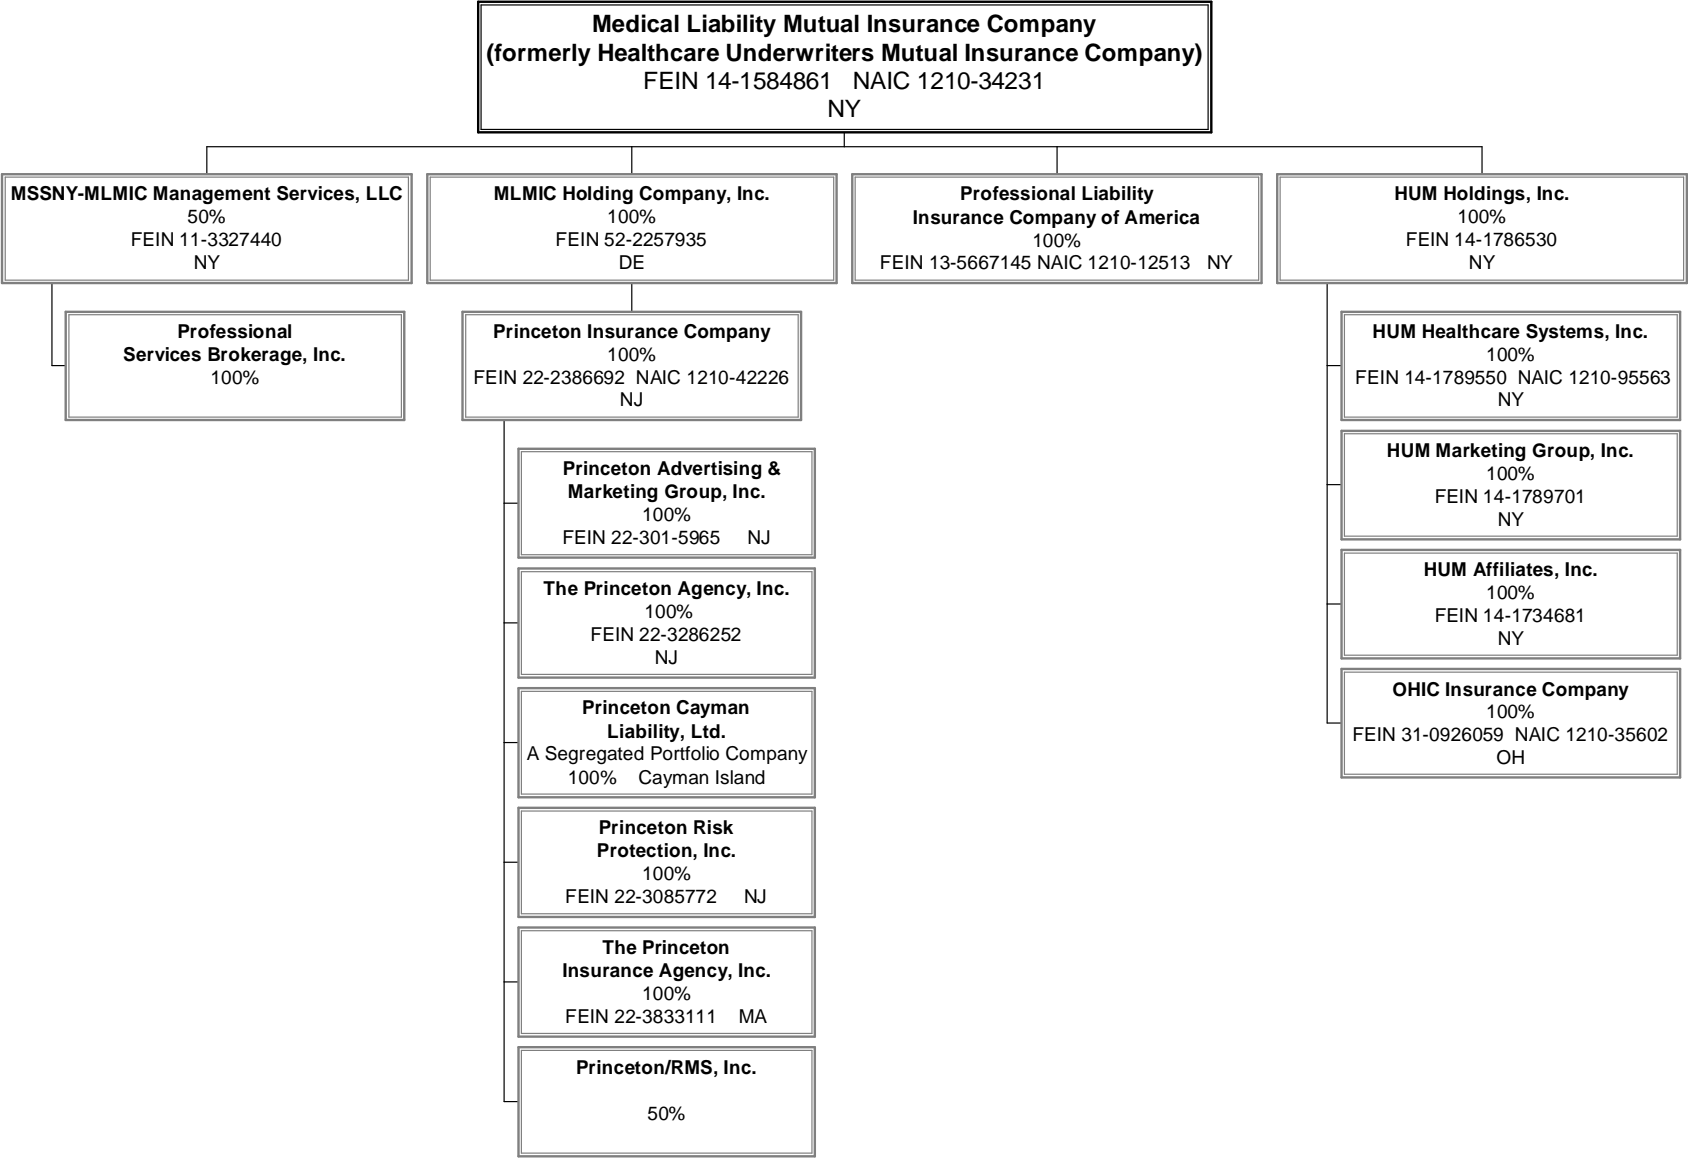 Medical Liability Mutual Insurance Company
(formerly Healthcare Underwriters Mutual Insurance Company)
FEIN 14-1584861 NAIC 1210-34231
NY
MSSNY-MLMIC Management Services, LLC
50%
FEIN 11-3327440
NY
Professional
Services Brokerage, Inc.
100%
MLMIC Holding Company, Inc.
100%
FEIN 52-2257935
DE
Princeton Insurance Company
100%
FEIN 22-2386692 NAIC 1210-42226
NJ
Princeton Advertising &
Marketing Group, Inc.
100%
FEIN 22-301-5965 NJ
The Princeton Agency, Inc.
100%
FEIN 22-3286252
NJ
Princeton Cayman
Liability, Ltd.
A Segregated Portfolio Company
100% Cayman Island
Princeton Risk
Protection, Inc.
100%
FEIN 22-3085772 NJ
The Princeton
Insurance Agency, Inc.
100%
FEIN 22-3833111 MA
Princeton/RMS, Inc.
50%
Professional Liability
Insurance Company of America
100%
FEIN 13-5667145 NAIC 1210-12513 NY
HUM Holdings, Inc.
100%
FEIN 14-1786530
NY
HUM Healthcare Systems, Inc.
100%
FEIN 14-1789550 NAIC 1210-95563
NY
HUM Marketing Group, Inc.
100%
FEIN 14-1789701
NY
HUM Affiliates, Inc.
100%
FEIN 14-1734681
NY
OHIC Insurance Company
100%
FEIN 31-0926059 NAIC 1210-35602
OH